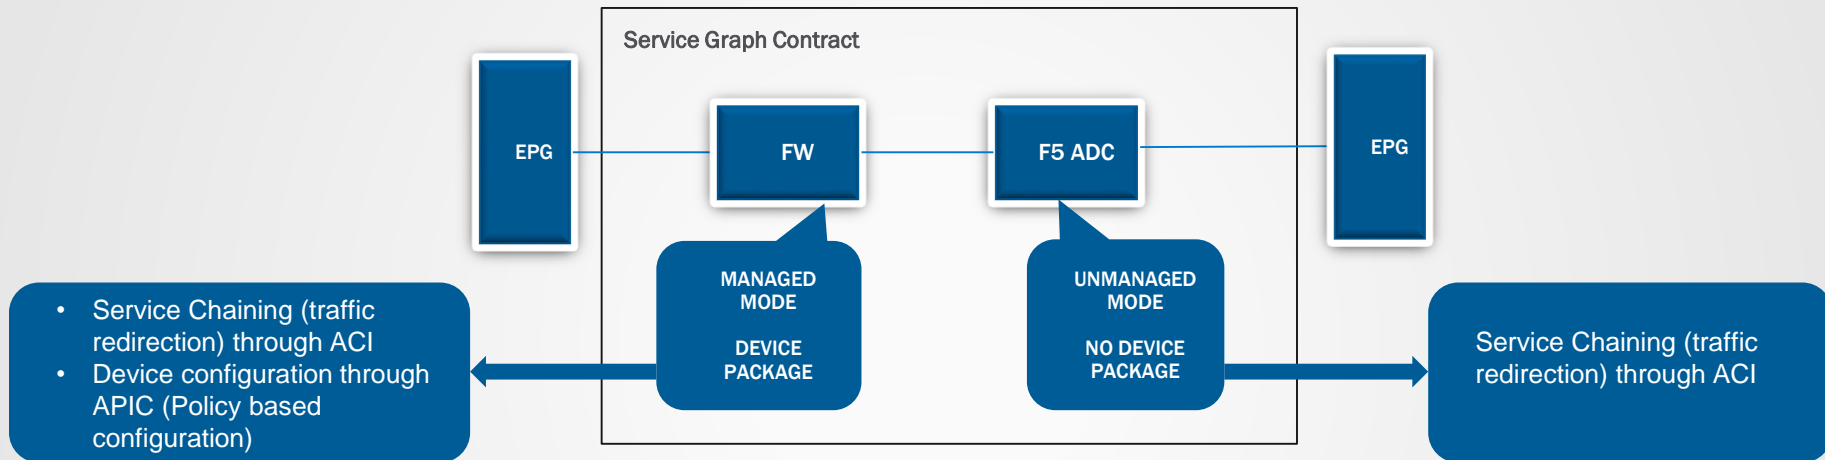 Service Graph Contract
EPG
FW
F5 ADC
EPG
MANAGED
MODE
DEVICE
PACKAGE
UNMANAGED
MODE
NO DEVICE
PACKAGE
• Service Chaining (traffic
redirection) through ACI
• Device configuration through
APIC (Policy based
configuration)
Service Chaining (traffic
redirection) through ACI